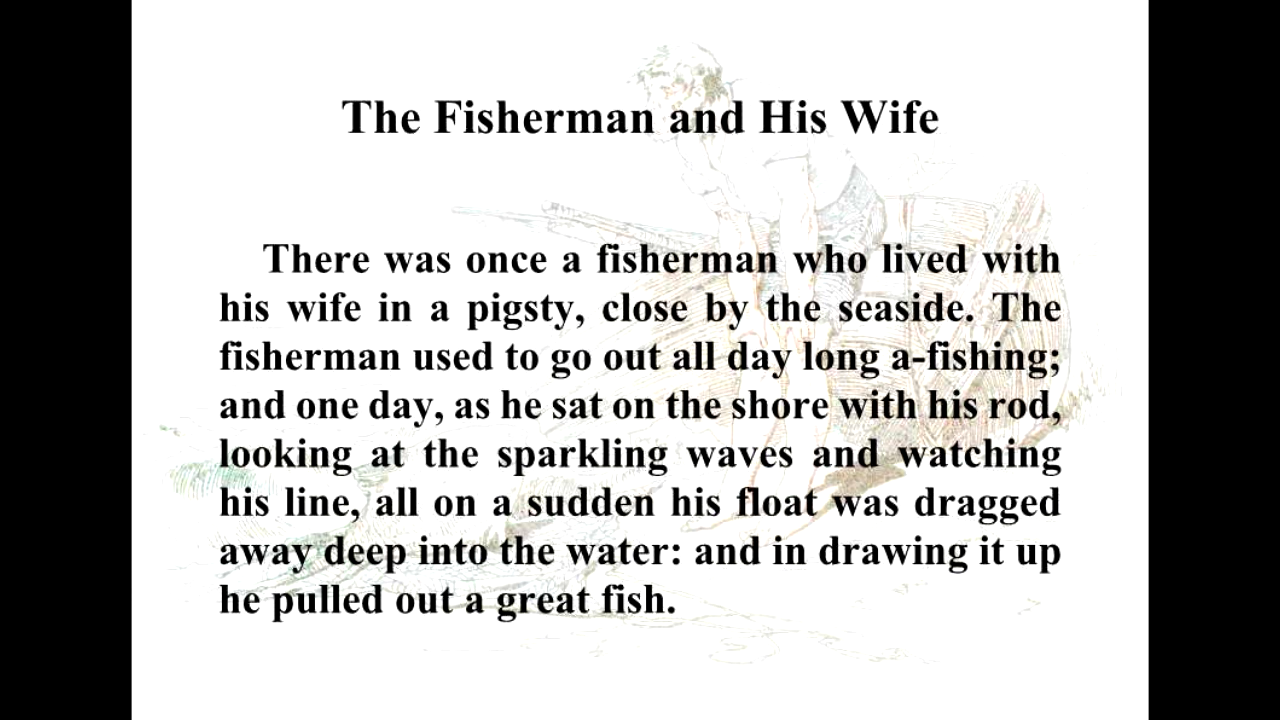 The Fisherman and His Wife
There was once a fisherman who lived with
his wife in a pigsty, close by the seaside. The
fisherman used to go out all day long a-fishing;
and one day, as he sat on the shore with his rod,
looking at the sparkling waves and watching
his line, all on a sudden his float was dragged
away deep into the water: and in drawing it up
he pulled out a great fish.